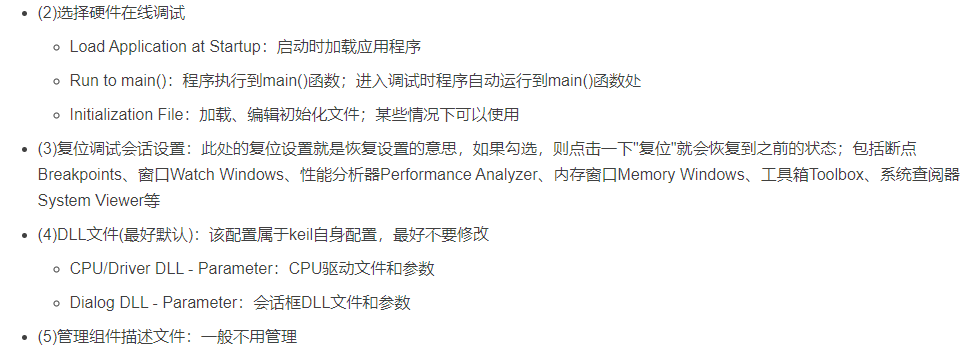 (2)选择硬件在线调试
Load Application at Startup：启动时加载应用程序
Run to main()：程序执行到main()函数；进入调试时程序自动运行到main()函数处
Initialization File：加载、编辑初始化文件；某些情况下可以使用
(3)复位调试会话设置：此处的复位设置就是恢复设置的意思，如果勾选，则点击一下"复位"就会恢复到之前的状态；包括断点
Breakpoints、窗口Watch Windows、性能分析器Performance Analyzer、内存窗口Memory Windows、工具箱Toolbox、系统查阅器
System Viewer等
(4)DLL文件(最好默认)：该配置属于keil自身配置，最好不要修改
CPU/Driver DLL - Parameter：CPU驱动文件和参数
Dialog DLL - Parameter：会话框DLL文件和参数
(5)管理组件描述文件：一般不用管理